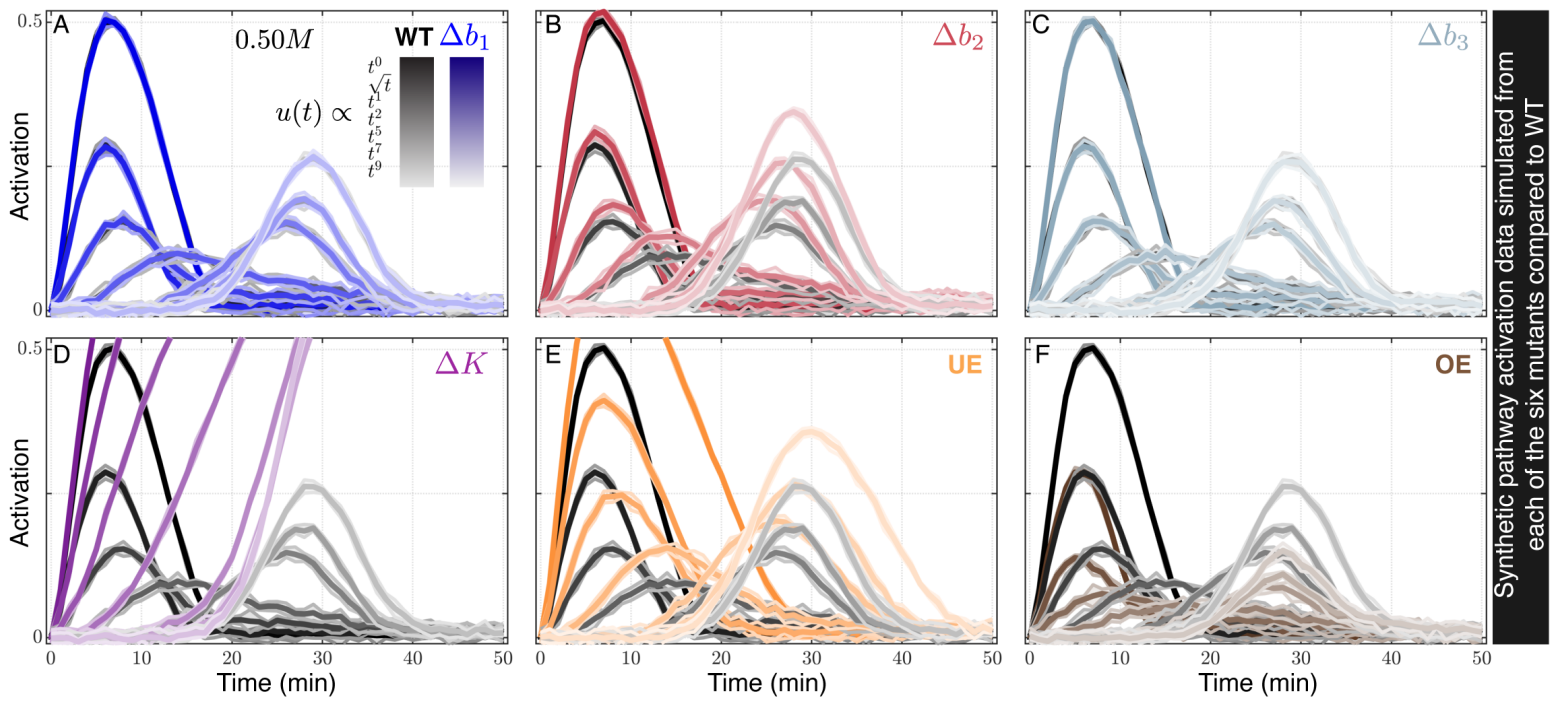 A
0.50M
WT Δb₁
u(t) ∝
t⁰
√t
t¹
t²
t⁵
t⁷
t⁹
0.5
0
Activation
B
Δb₂
C
Δb₃
D
ΔK
0.5
0
Activation
0 10 20 30 40 50
Time (min)
E
UE
0 10 20 30 40 50
Time (min)
F
OE
0 10 20 30 40 50
Time (min)
Synthetic pathway activation data simulated from
each of the six mutants compared to WT